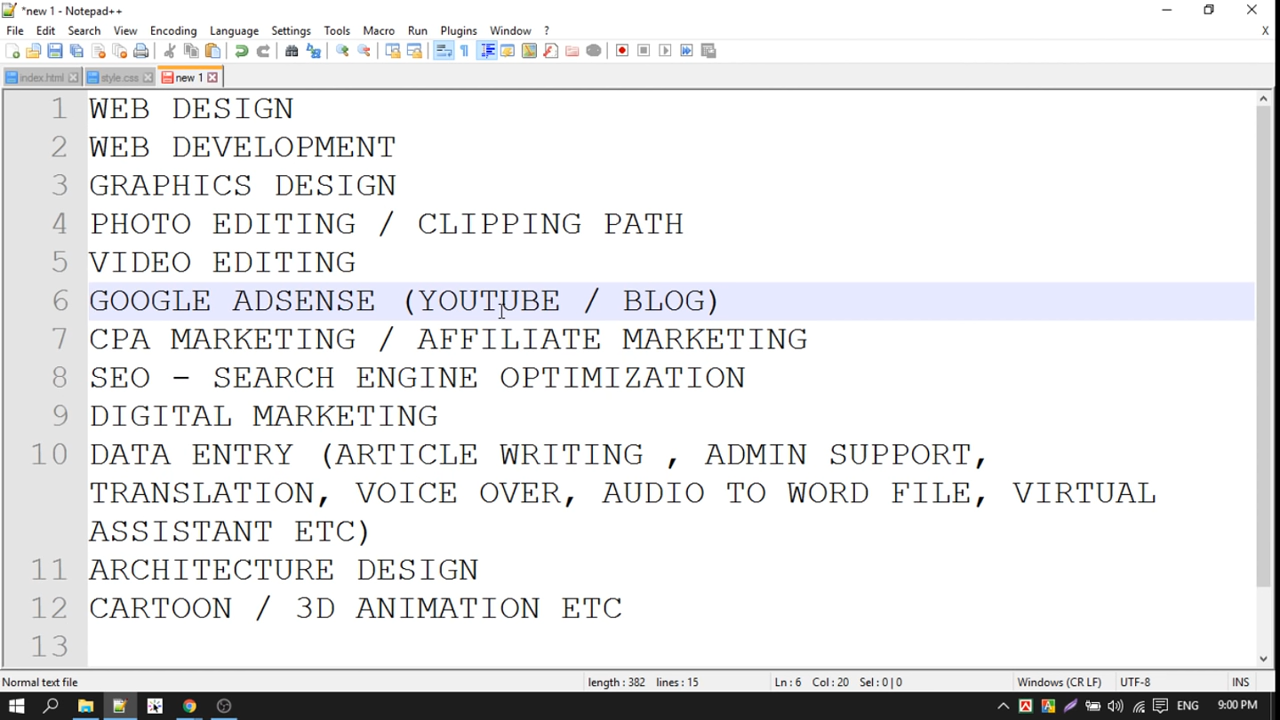 *new 1 - Notepad++
File Edit Search View Encoding Language Settings Tools Macro Run Plugins Window ? X
index.html style.css new 1
1 WEB DESIGN
2 WEB DEVELOPMENT
3 GRAPHICS DESIGN
4 PHOTO EDITING / CLIPPING PATH
5 VIDEO EDITING
6 GOOGLE ADSENSE (YOUTUBE / BLOG)
7 CPA MARKETING / AFFILIATE MARKETING
8 SEO - SEARCH ENGINE OPTIMIZATION
9 DIGITAL MARKETING
10 DATA ENTRY (ARTICLE WRITING , ADMIN SUPPORT,
TRANSLATION, VOICE OVER, AUDIO TO WORD FILE, VIRTUAL
ASSISTANT ETC)
11 ARCHITECTURE DESIGN
12 CARTOON / 3D ANIMATION ETC
13
Normal text file length : 382 lines : 15 Ln : 6 Col : 20 Sel : 0 | 0 Windows (CR LF) UTF-8 INS
ENG 9:00 PM